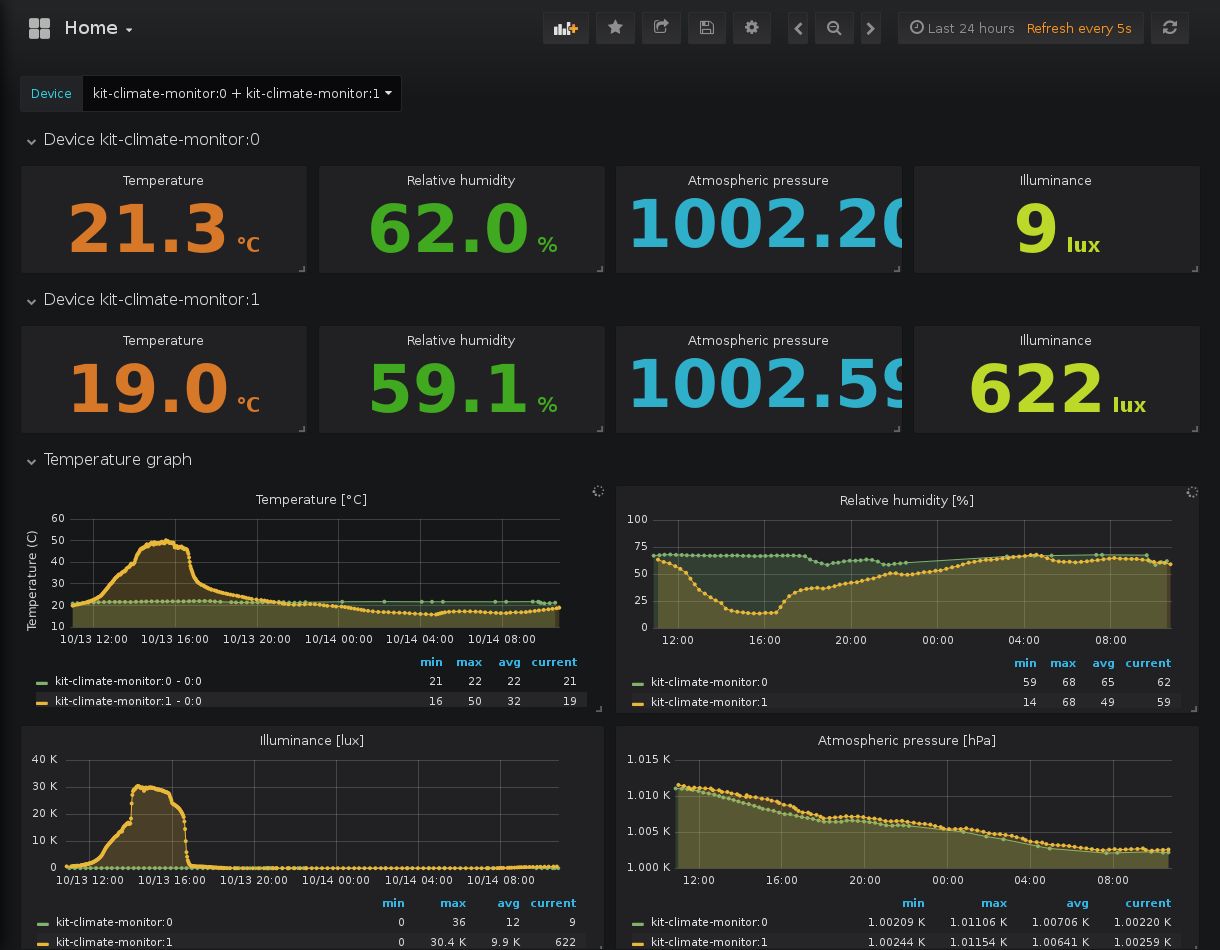 Home
Last 24 hours Refresh every 5s
Device kit-climate-monitor:0 + kit-climate-monitor:1
Device kit-climate-monitor:0
Temperature Relative humidity Atmospheric pressure Illuminance
21.3 °C 62.0 % 1002.20 9 lux
Device kit-climate-monitor:1
Temperature Relative humidity Atmospheric pressure Illuminance
19.0 °C 59.1 % 1002.59 622 lux
Temperature graph
Temperature [°C]
Temperature (C)
60
50
40
30
20
10
10/13 12:00 10/13 16:00 10/13 20:00 10/14 00:00 10/14 04:00 10/14 08:00
min max avg current
kit-climate-monitor:0 - 0:0 21 22 22 21
kit-climate-monitor:1 - 0:0 16 50 32 19
Relative humidity [%]
100
75
50
25
0
12:00 16:00 20:00 00:00 04:00 08:00
min max avg current
kit-climate-monitor:0 59 68 65 62
kit-climate-monitor:1 14 68 49 59
Illuminance [lux]
40 K
30 K
20 K
10 K
0
10/13 12:00 10/13 16:00 10/13 20:00 10/14 00:00 10/14 04:00 10/14 08:00
min max avg current
kit-climate-monitor:0 0 36 12 9
kit-climate-monitor:1 0 30.4 K 9.9 K 622
Atmospheric pressure [hPa]
1.015 K
1.010 K
1.005 K
1.000 K
12:00 16:00 20:00 00:00 04:00 08:00
min max avg current
kit-climate-monitor:0 1.00209 K 1.01106 K 1.00706 K 1.00220 K
kit-climate-monitor:1 1.00244 K 1.01154 K 1.00641 K 1.00259 K